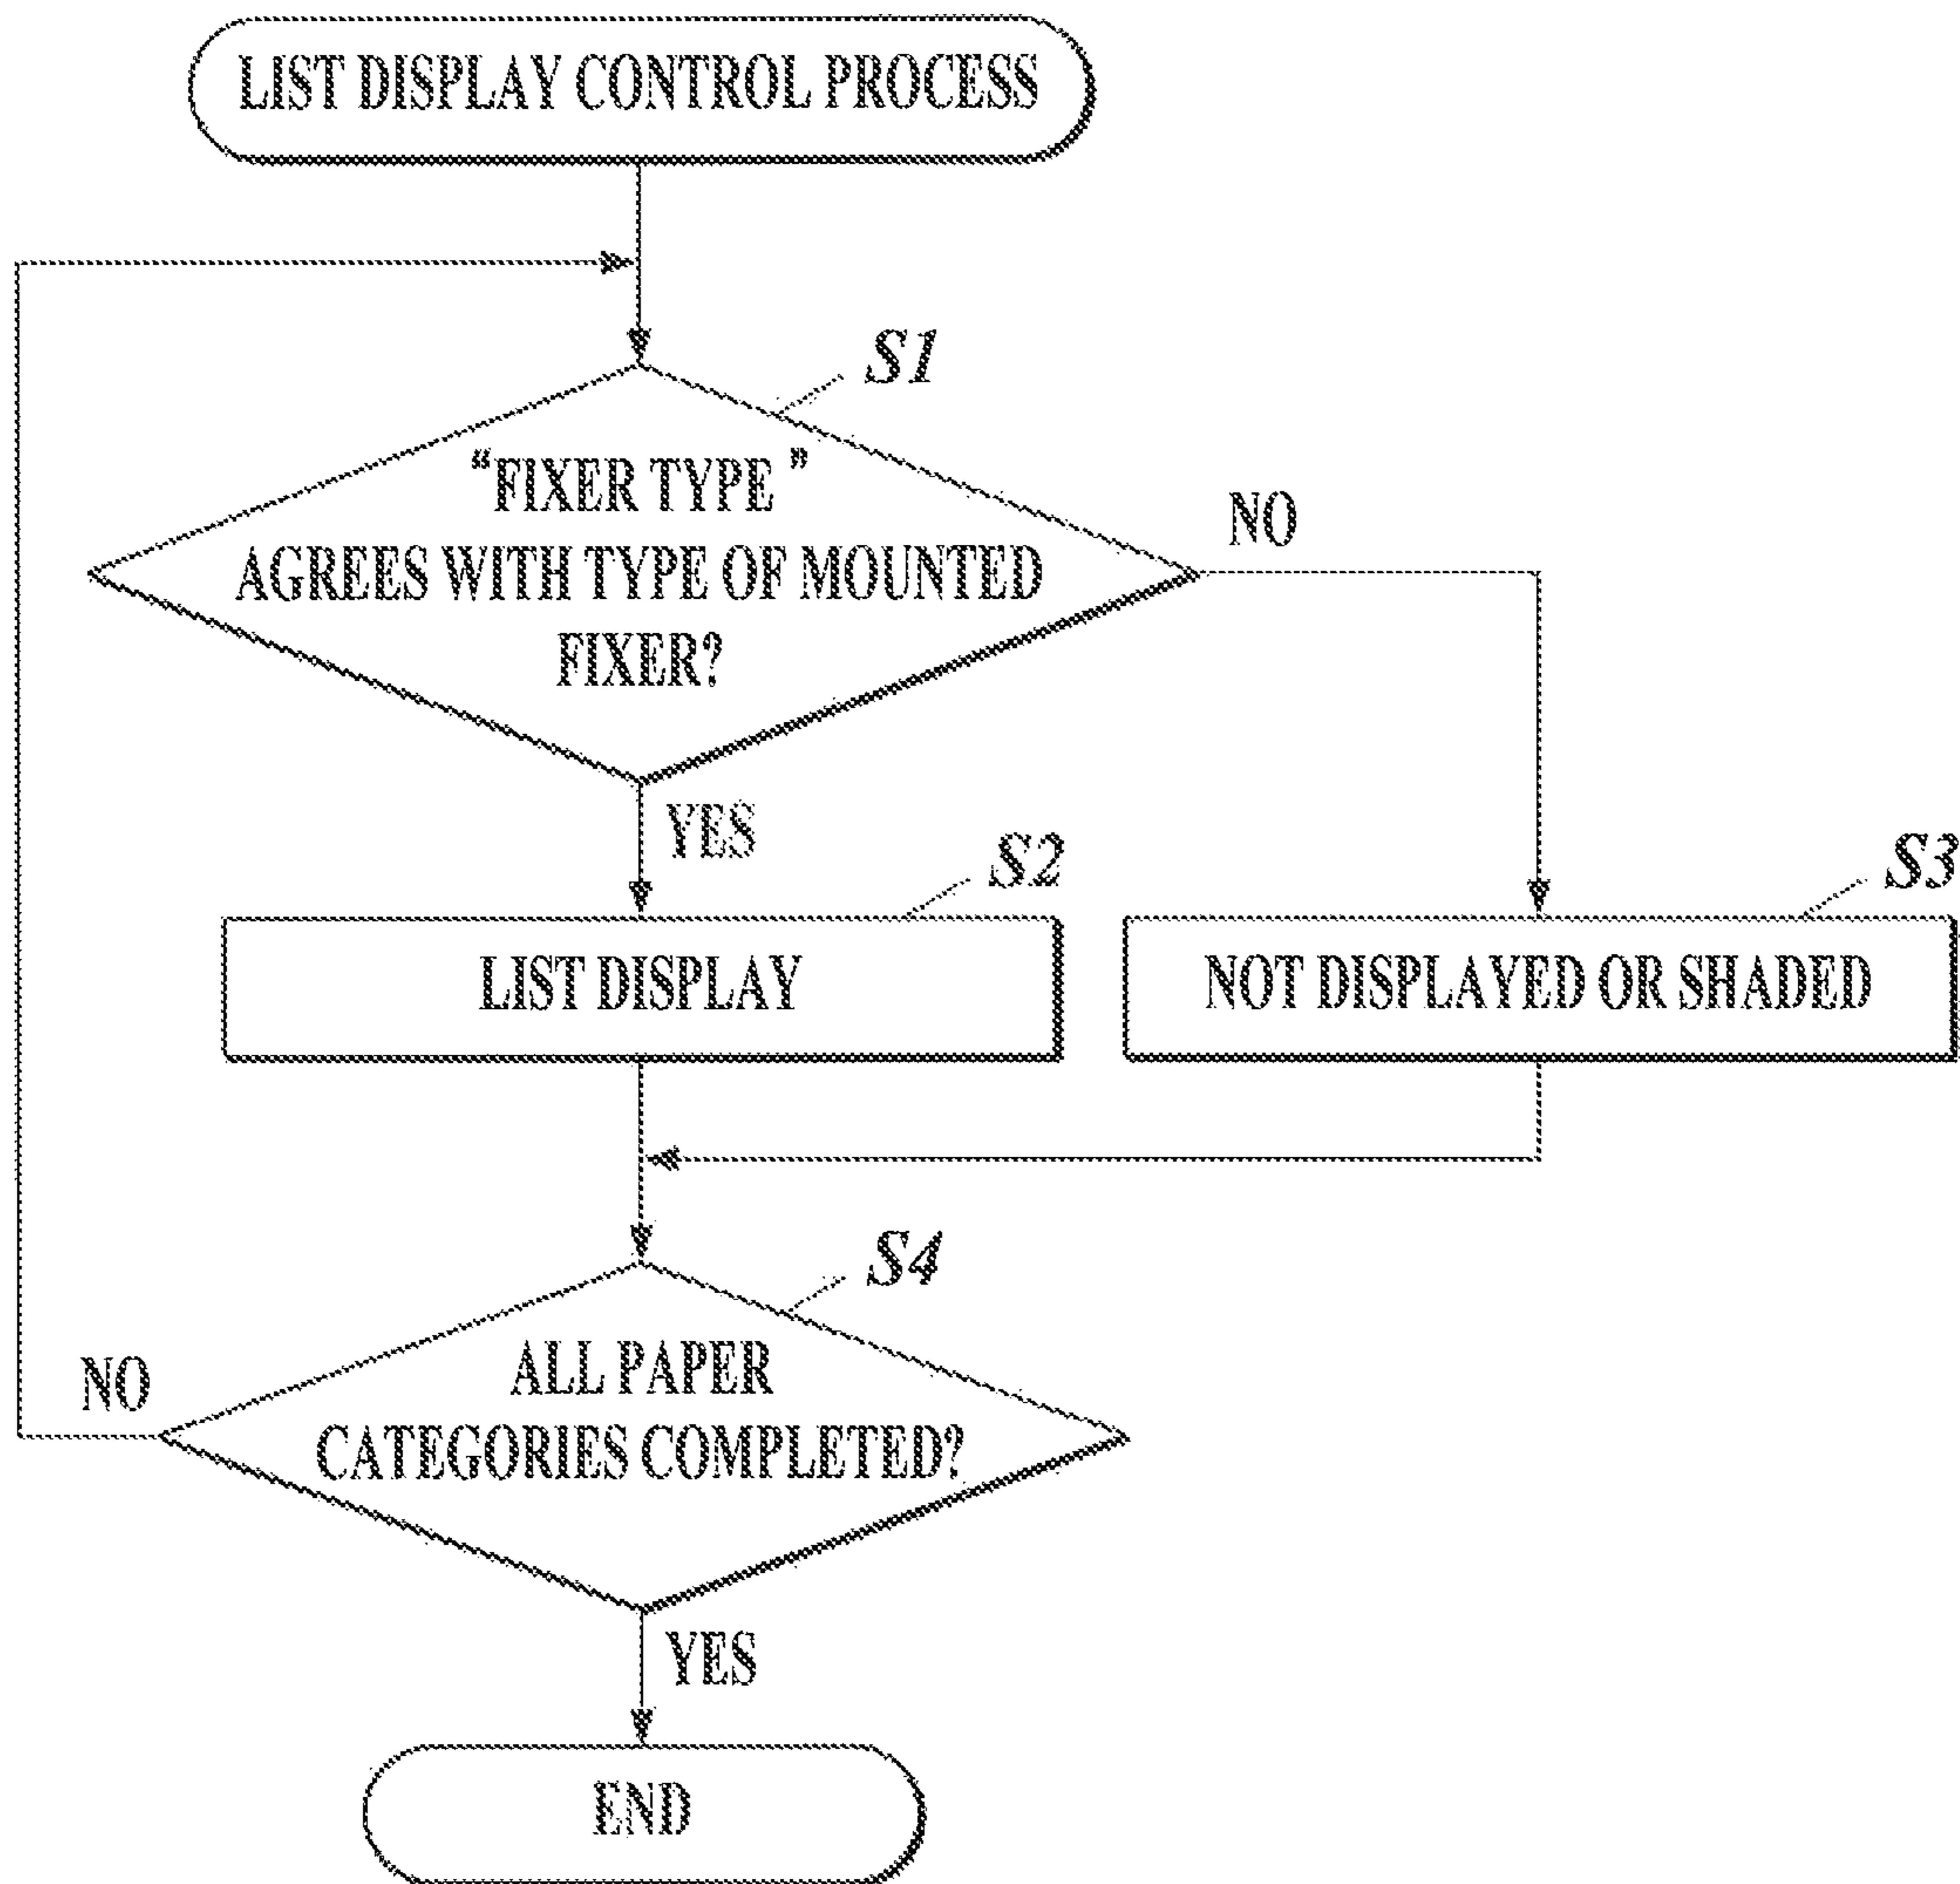 LIST DISPLAY CONTROL PROCESS
S1
“FIXER TYPE ”
AGREES WITH TYPE OF MOUNTED
FIXER?
NO
YES
S2
S3
LIST DISPLAY
NOT DISPLAYED OR SHADED
S4
ALL PAPER
CATEGORIES COMPLETED?
NO
YES
END